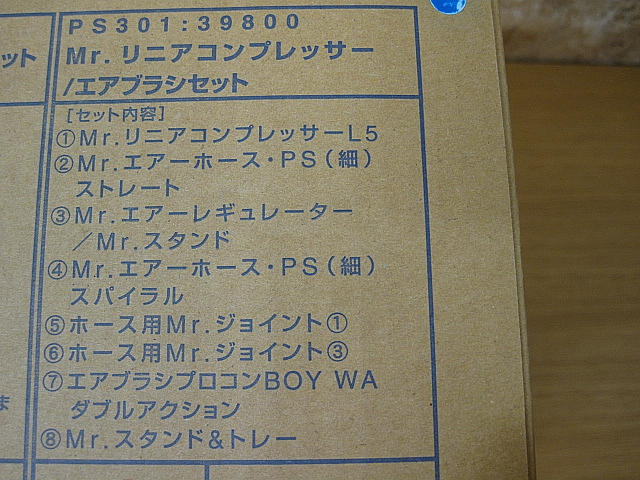 PS301:39800
ット
Mr.リニアコンプレッサー
/エアブラシセット
[セット内容]
①Mr.リニアコンプレッサーL5
②Mr.エアーホース・PS(細)
ストレート
③Mr.エアーレギュレーター
/Mr.スタンド
④Mr.エアーホース・PS(細)
スパイラル
⑤ホース用Mr.ジョイント①
⑥ホース用Mr.ジョイント③
⑦エアブラシプロコンBOY WA
ま
ダブルアクション
⑧Mr.スタンド&トレー